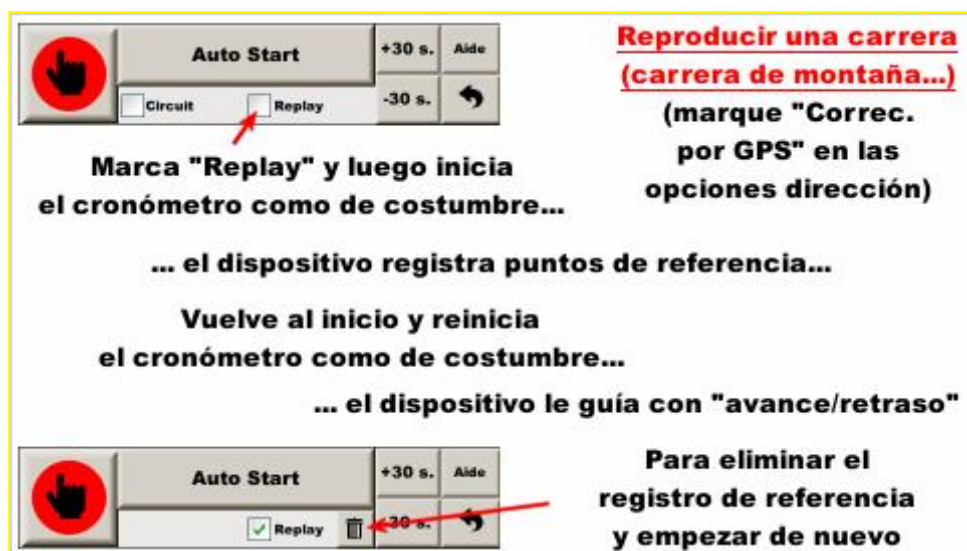 Auto Start
+30 s.
Aide
Circuit
Replay
-30 s.
Reproducir una carrera
(carrera de montaña...)
(marque "Correc.
por GPS" en las
opciones dirección)
Marca "Replay" y luego inicia
el cronómetro como de costumbre...
... el dispositivo registra puntos de referencia...
Vuelve al inicio y reinicia
el cronómetro como de costumbre...
... el dispositivo le guía con "avance/retraso"
Auto Start
+30 s.
Aide
Replay
-30 s.
Para eliminar el
registro de referencia
y empezar de nuevo